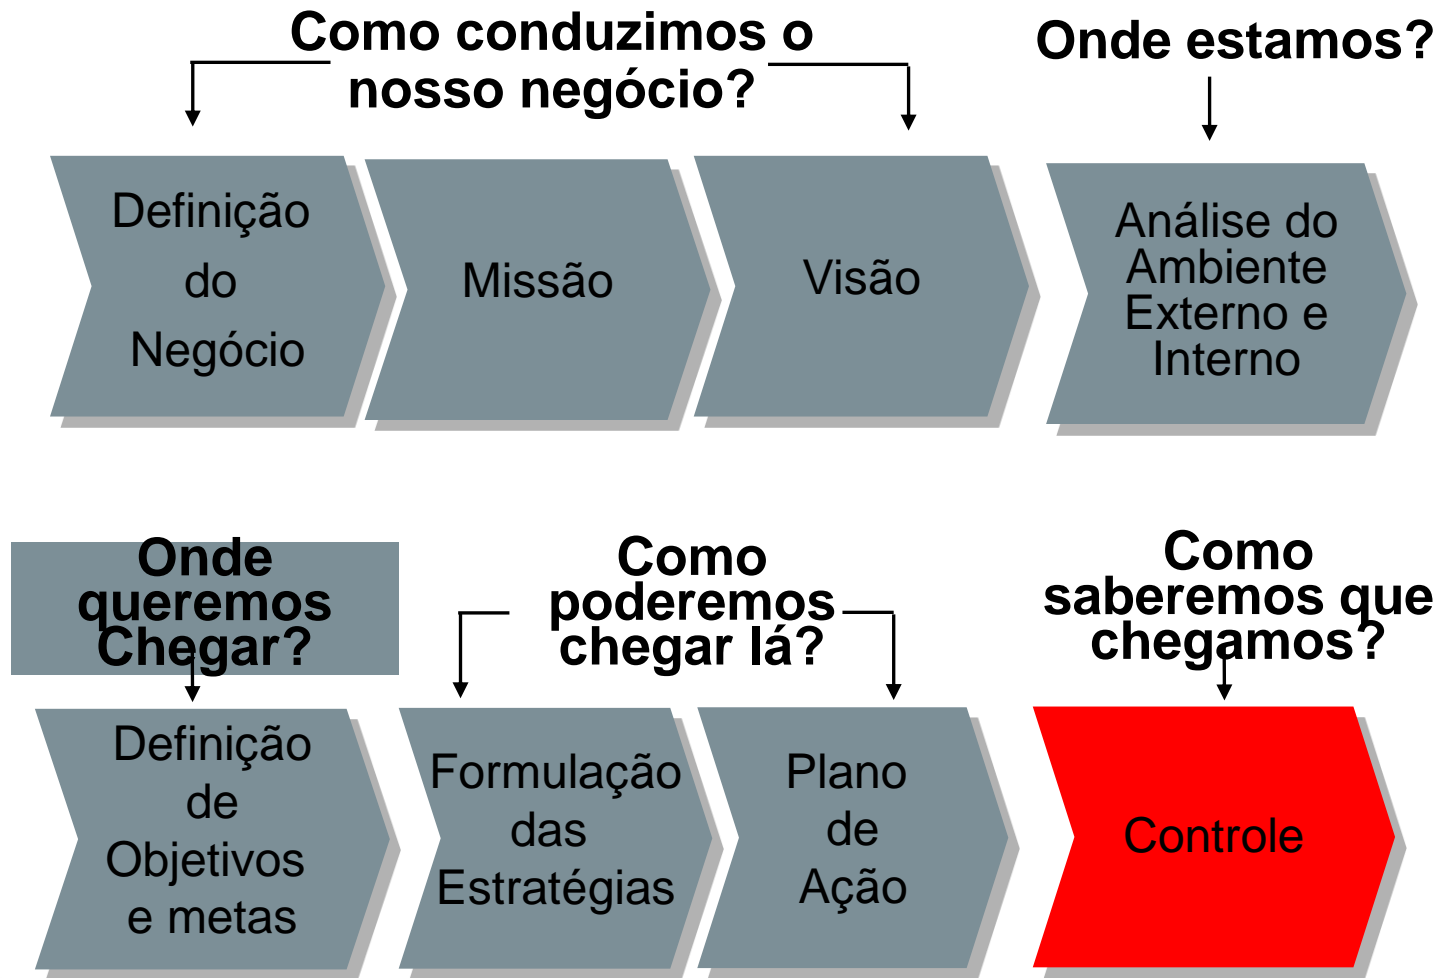 Como conduzimos o
nosso negócio?
Onde estamos?
Definição
do
Negócio
Missão
Visão
Análise do
Ambiente
Externo e
Interno
Onde
queremos
Chegar?
Como
poderemos
chegar lá?
Como
saberemos que
chegamos?
Definição
de
Objetivos
e metas
Formulação
das
Estratégias
Plano
de
Ação
Controle